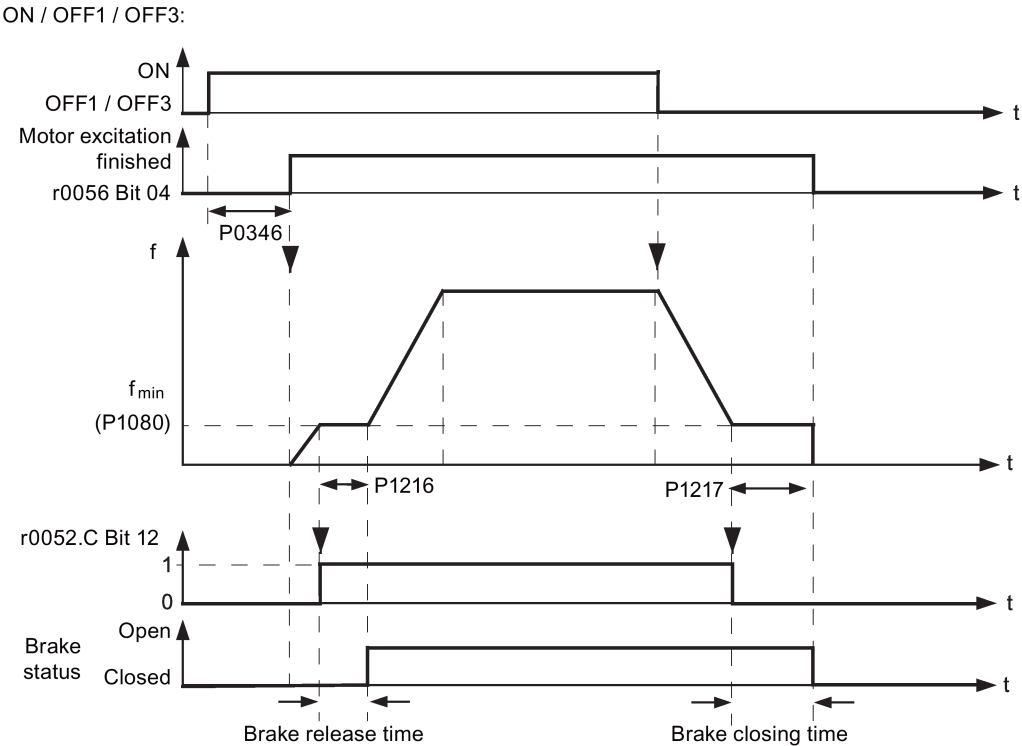 ON / OFF1 / OFF3:
ON
OFF1 / OFF3
t
Motor excitation
finished
r0056 Bit 04
t
P0346
f
fmin
(P1080)
t
P1216
P1217
r0052.C Bit 12
1
0
t
Brake
status
Open
Closed
t
Brake release time
Brake closing time